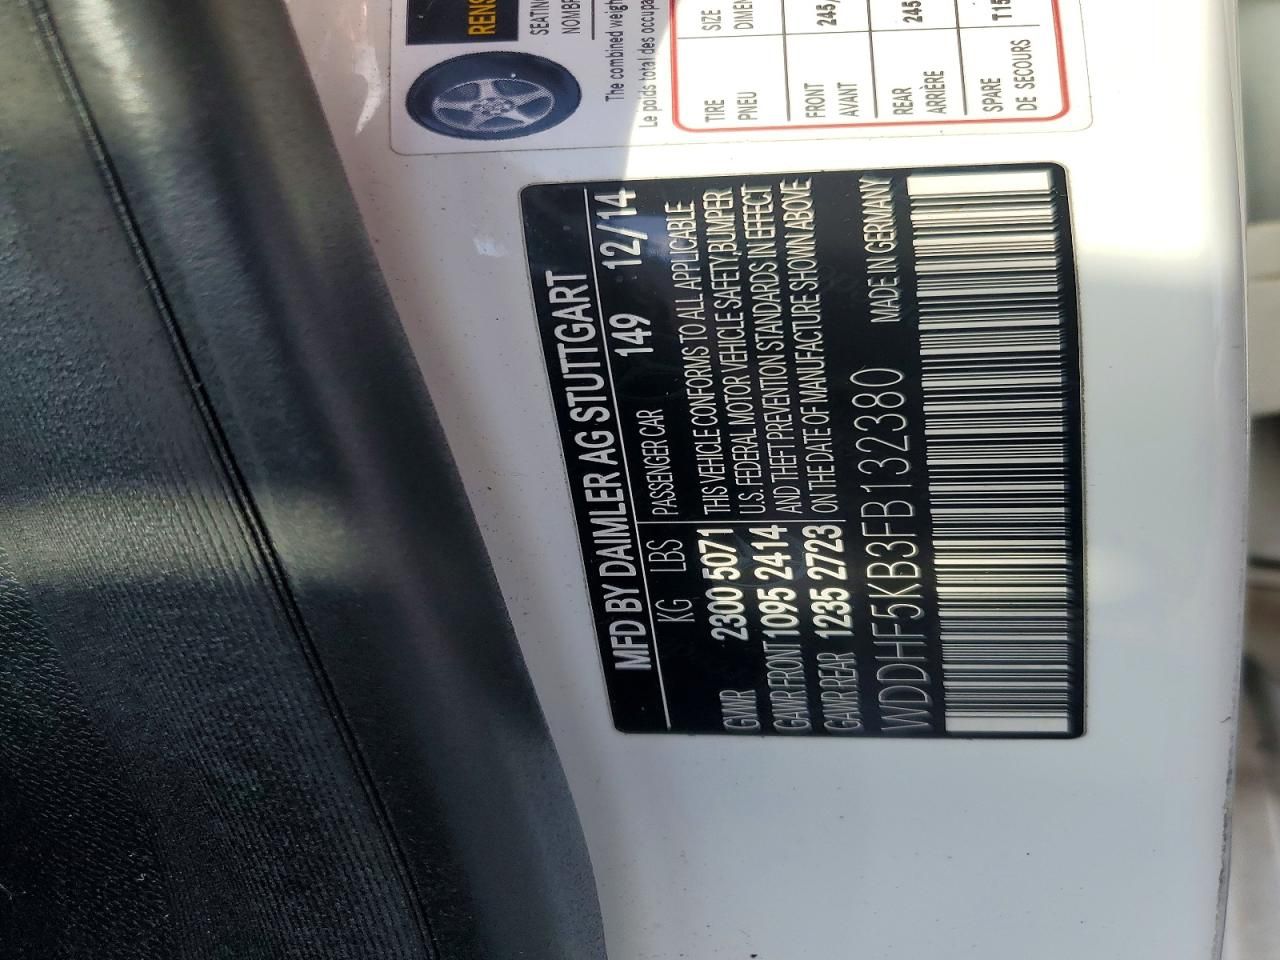 MFD BY DAIMLER AG STUTTGART
149 12/14
KG LBS PASSENGER CAR
GVWR 2300 5071
GAWR FRONT 1095 2414
GAWR REAR 1235 2723
THIS VEHICLE CONFORMS TO ALL APPLICABLE
U.S. FEDERAL MOTOR VEHICLE SAFETY,BUMPER
AND THEFT PREVENTION STANDARDS IN EFFECT
ON THE DATE OF MANUFACTURE SHOWN ABOVE
WDDHF5KB3FB132380 MADE IN GERMANY
The combined
Le poids total des
TIRE SIZE
PNEU
FRONT
AVANT
REAR 245
ARRIÈRE
SPARE
DE SECOURS